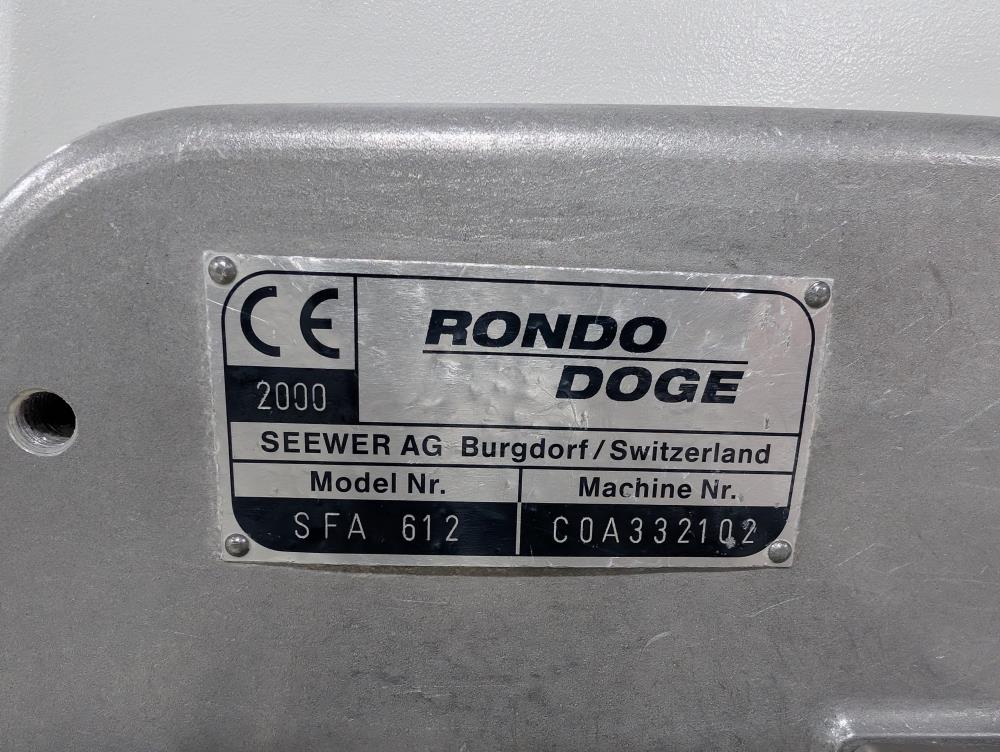 CE
2000
RONDO
DOGE
SEEWER AG Burgdorf/Switzerland
Model Nr.
SFA 612
Machine Nr.
C0A332102